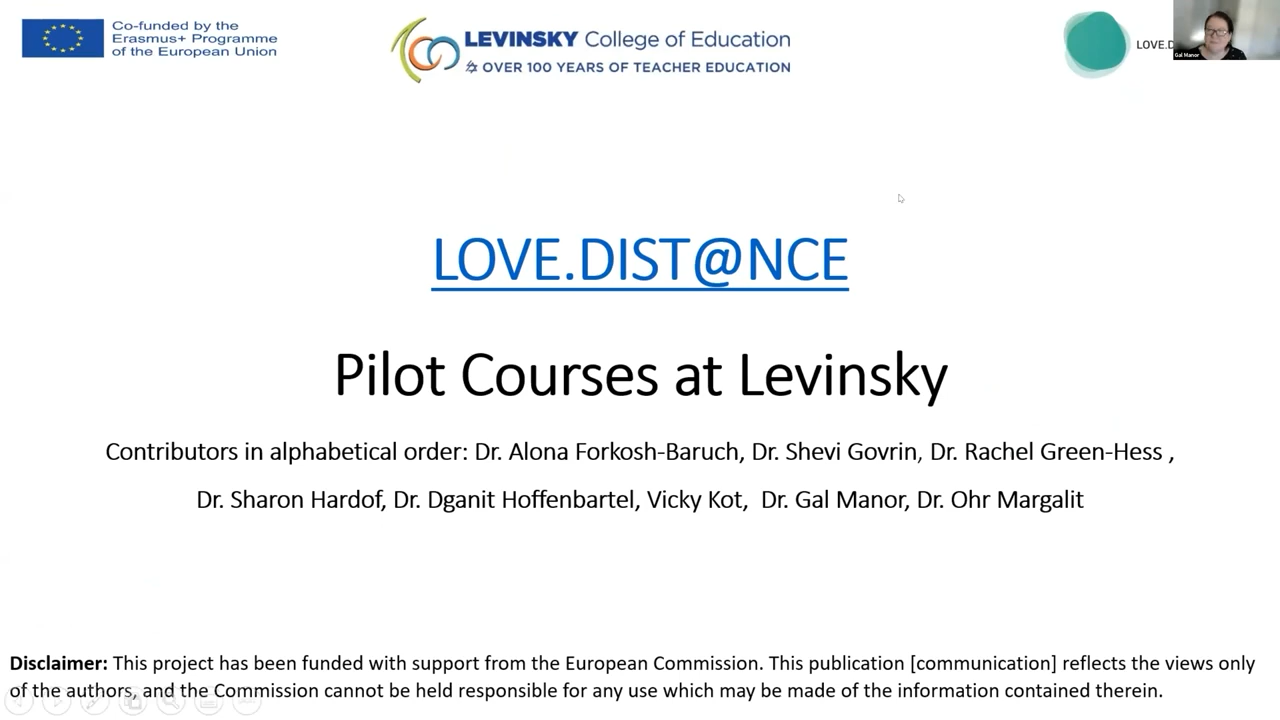 Co-funded by the
Erasmus+ Programme
of the European Union
LEVINSKY College of Education
OVER 100 YEARS OF TEACHER EDUCATION
LOVE.D
Gal Manor
LOVE.DIST@NCE
Pilot Courses at Levinsky
Contributors in alphabetical order: Dr. Alona Forkosh-Baruch, Dr. Shevi Govrin, Dr. Rachel Green-Hess ,
Dr. Sharon Hardof, Dr. Dganit Hoffenbartel, Vicky Kot,  Dr. Gal Manor, Dr. Ohr Margalit
Disclaimer: This project has been funded with support from the European Commission. This publication [communication] reflects the views only
of the authors, and the Commission cannot be held responsible for any use which may be made of the information contained therein.